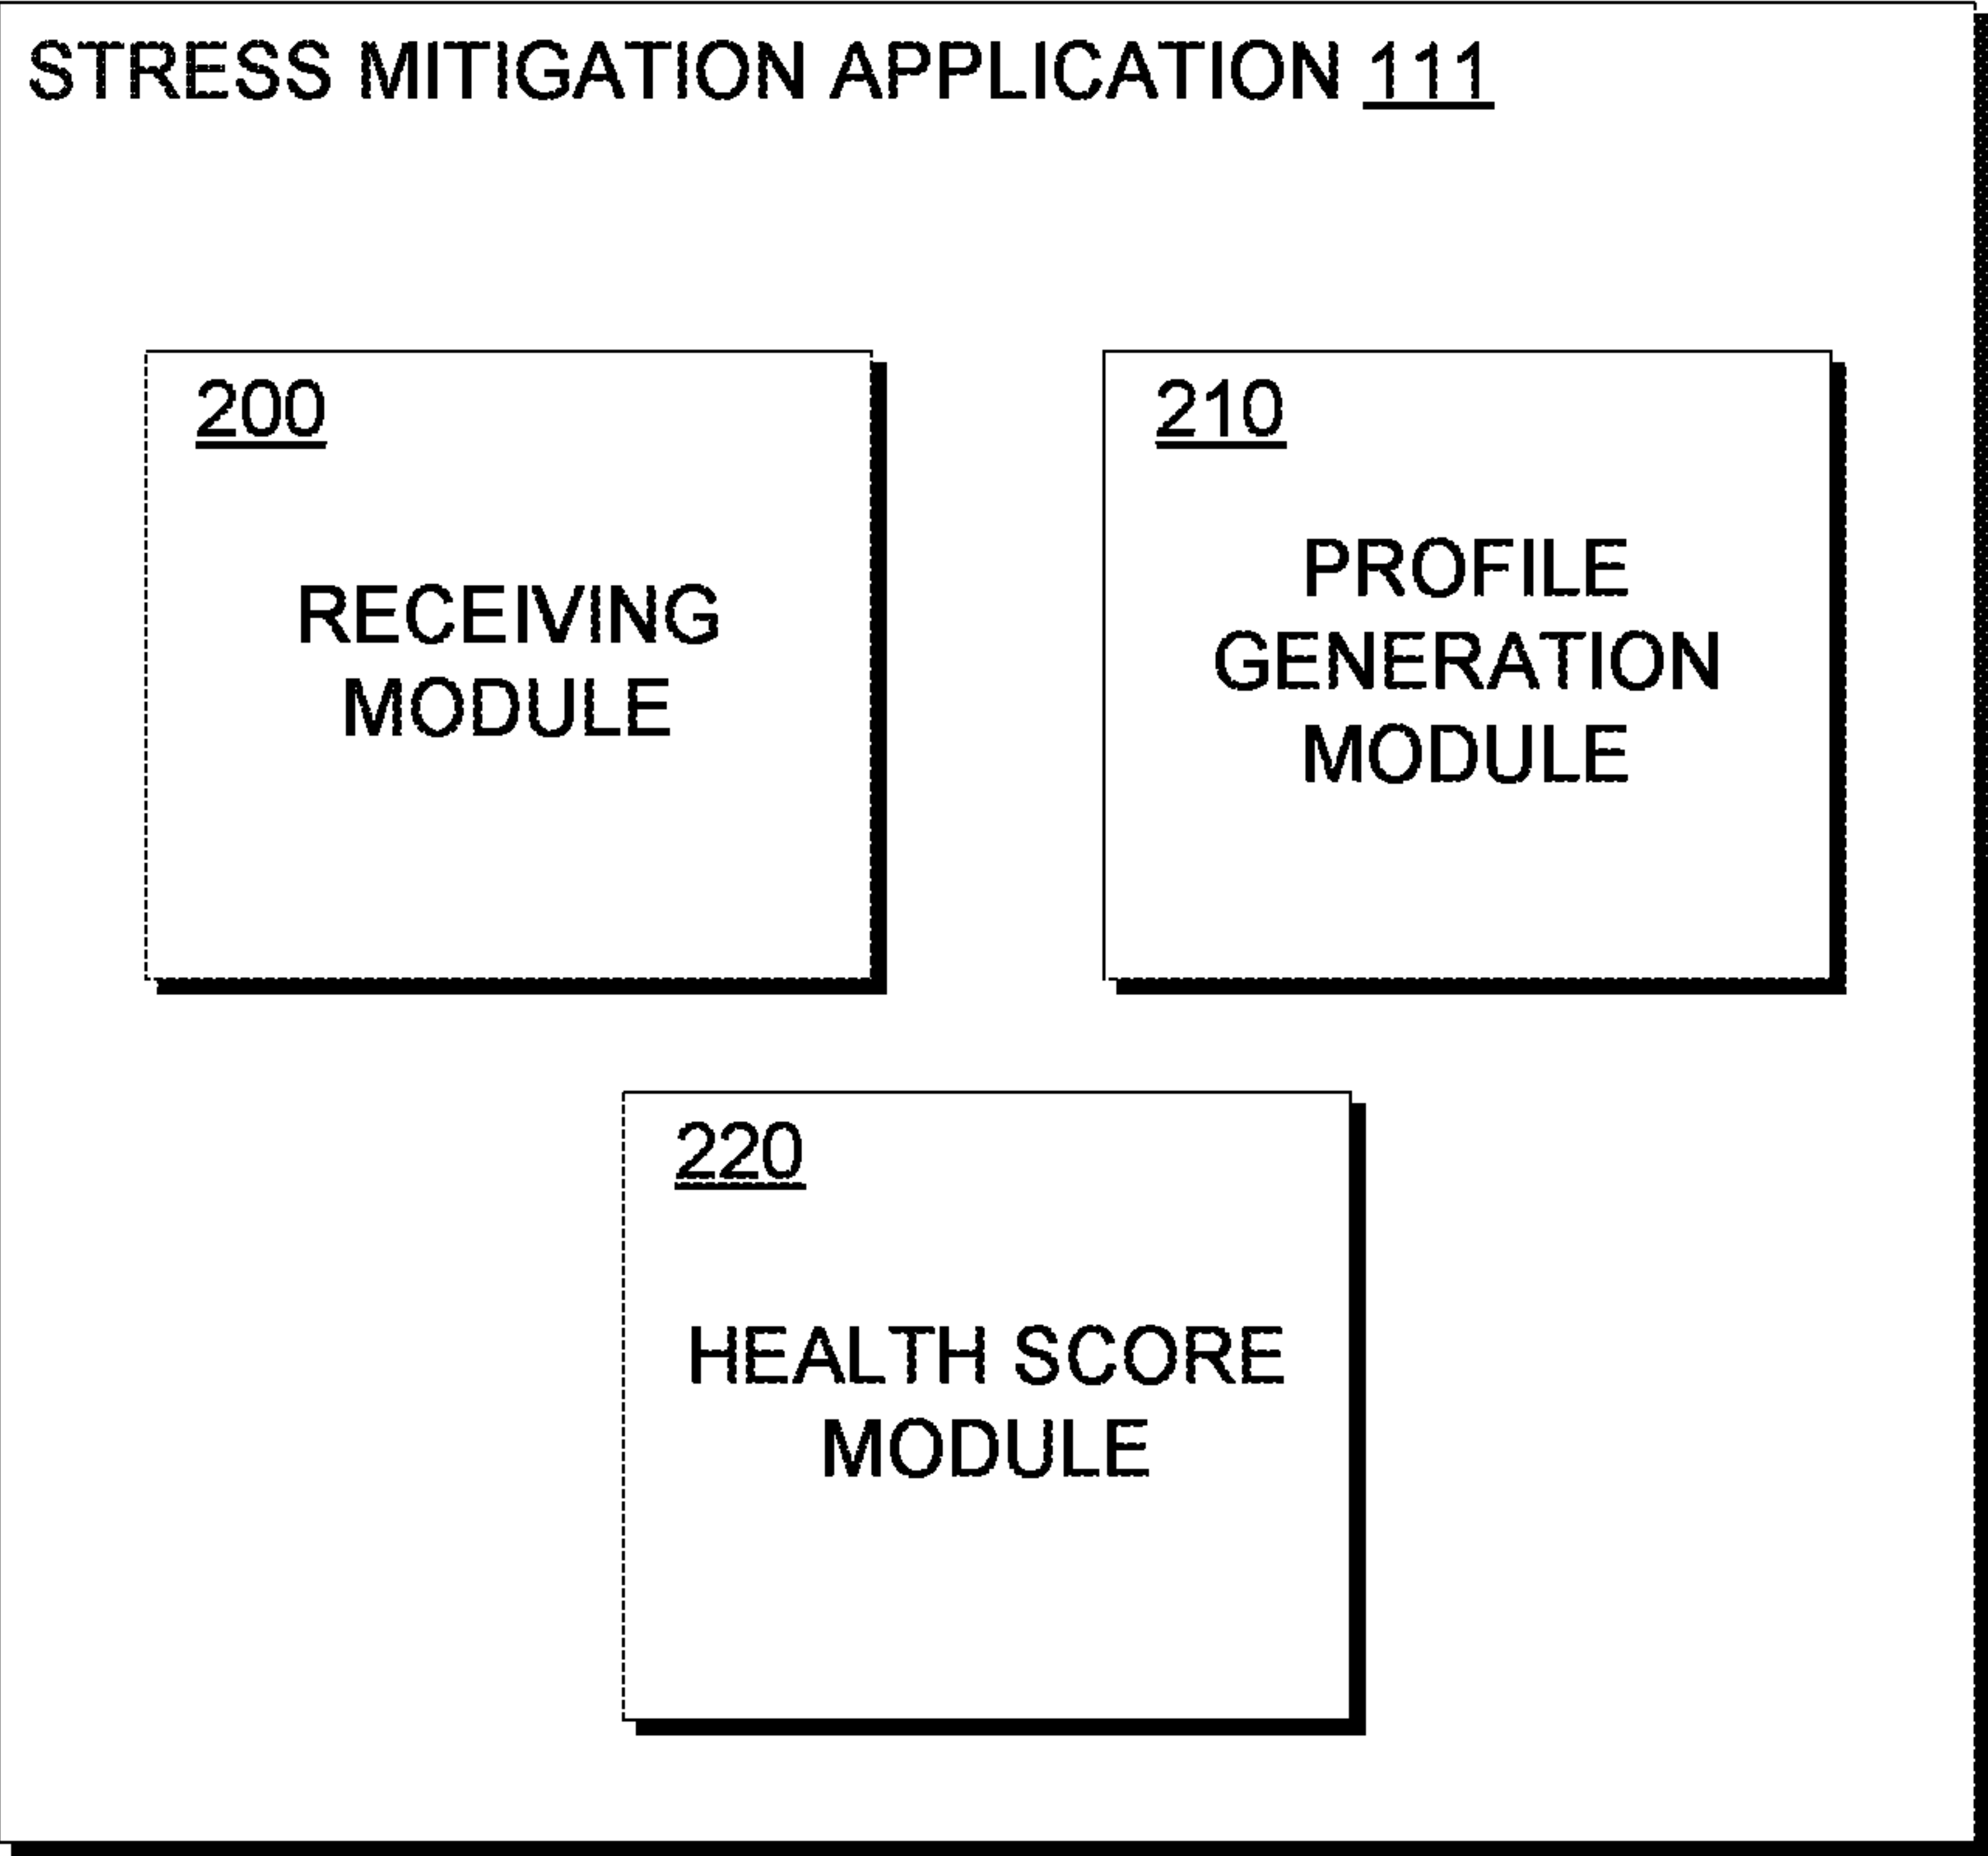 STRESS MITIGATION APPLICATION 111
200
RECEIVING
MODULE
210
PROFILE
GENERATION
MODULE
220
HEALTH SCORE
MODULE